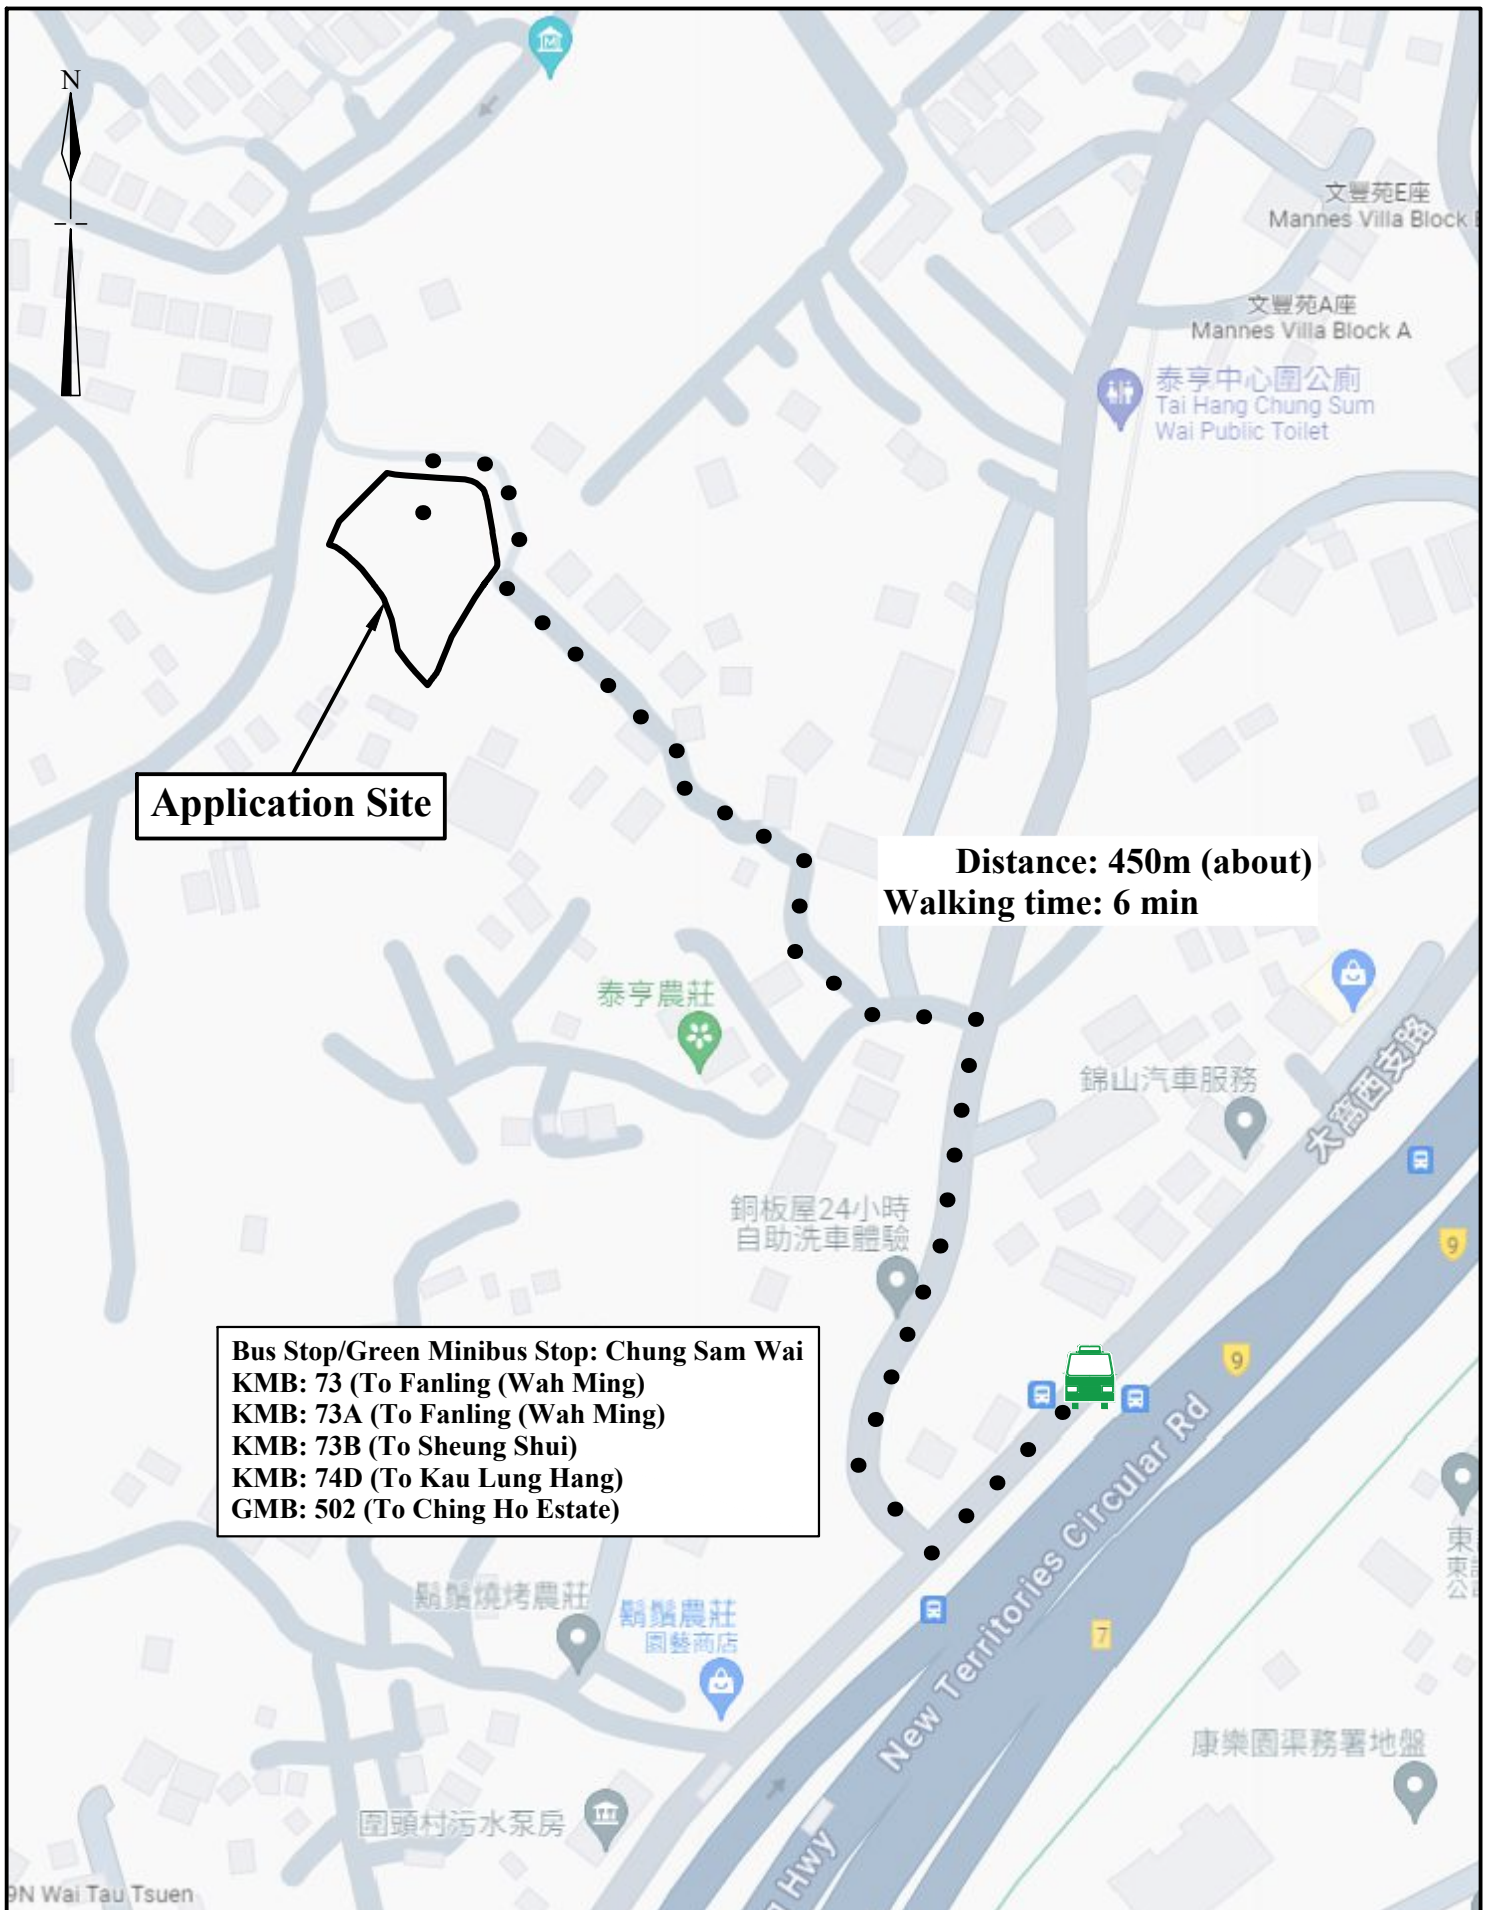 N
文豐苑E座
Mannes Villa Block
文豐苑A座
Mannes Villa Block A
泰亨中心圍公廁
Tai Hang Chung Sum
Wai Public Toilet
Application Site
Distance: 450m (about)
Walking time: 6 min
泰亨農莊
錦山汽車服務
大窩西支路
銅板屋24小時
自助洗車體驗
9
9
Bus Stop/Green Minibus Stop: Chung Sam Wai
KMB: 73 (To Fanling (Wah Ming)
KMB: 73A (To Fanling (Wah Ming)
KMB: 73B (To Sheung Shui)
KMB: 74D (To Kau Lung Hang)
GMB: 502 (To Ching Ho Estate)
New Territories Circular Rd
7
東
東
公
鬍鬚燒烤農莊
鬍鬚農莊
園藝商店
康樂園渠務署地盤
圍頭村污水泵房
9N Wai Tau Tsuen
Hwy